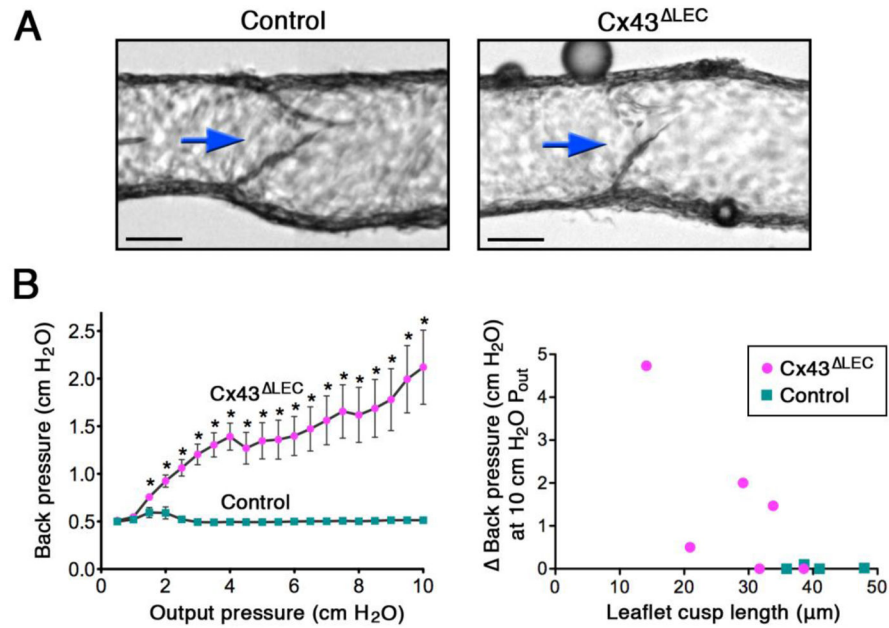 A
Control
Cx43ΔLEC
B
Back pressure (cm H2O)
2.5
2.0
1.5
1.0
0.5
0.0
* * * * * * * * * * * * * * * * * *
Cx43ΔLEC
Control
2
4
6
8
10
Output pressure (cm H2O)
Δ Back pressure (cm H2O)
at 10 cm H2O Pout
5
4
3
2
1
0
Cx43ΔLEC
Control
0
10
20
30
40
50
Leaflet cusp length (µm)